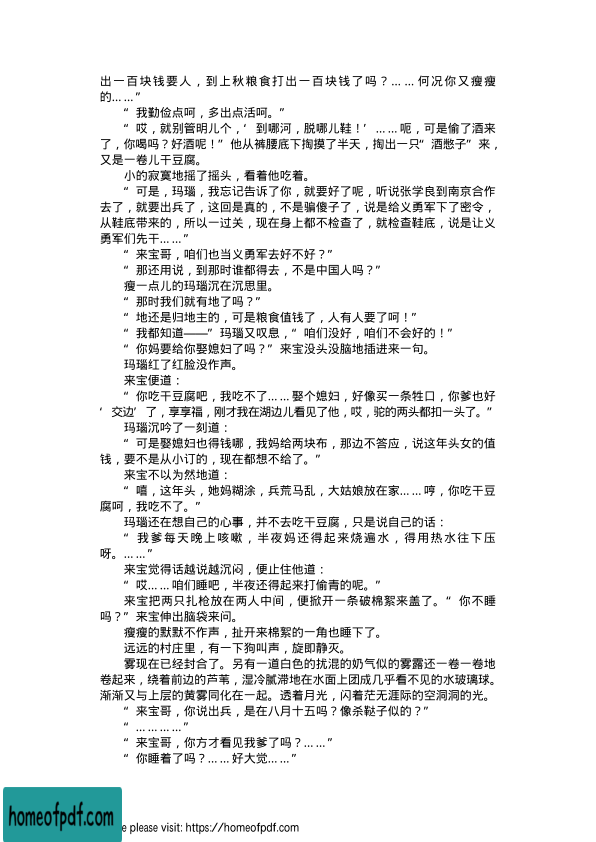 出一百块钱要人，到上秋粮食打出一百块钱了吗？……何况你又瘦瘦
的……”
“我勤俭点呵，多出点活呵。”
“哎，就别管明儿个，‘到哪河，脱哪儿鞋！’……呃，可是偷了酒来
了，你喝吗？好酒呢！”他从裤腰底下掏摸了半天，掏出一只“酒憋子”来，
又是一卷儿干豆腐。
小的寂寞地摇了摇头，看着他吃着。
“可是，玛瑙，我忘记告诉了你，就要好了呢，听说张学良到南京合作
去了，就要出兵了，这回是真的，不是骗傻子了，说是给义勇军下了密令，
从鞋底带来的，所以一过关，现在身上都不检查了，就检查鞋底，说是让义
勇军们先干……”
“来宝哥，咱们也当义勇军去好不好？”
“那还用说，到那时谁都得去，不是中国人吗？”
瘦一点儿的玛瑙沉在沉思里。
“那时我们就有地了吗？”
“地还是归地主的，可是粮食值钱了，人有人要了呵！”
“我都知道——”玛瑙又叹息，“咱们没好，咱们不会好的！”
“你妈要给你娶媳妇了吗？”来宝没头没脑地插进来一句。
玛瑙红了红脸没作声。
来宝便道：
“你吃干豆腐吧，我吃不了……娶个媳妇，好像买一条牲口，你爹也好
‘交边’了，享享福，刚才我在湖边儿看见了他，哎，驼的两头都扣一头了。”
玛瑙沉吟了一刻道：
“可是娶媳妇也得钱哪，我妈给两块布，那边不答应，说这年头女的值
钱，要不是从小订的，现在都想不给了。”
来宝不以为然地道：
“嘻，这年头，她妈糊涂，兵荒马乱，大姑娘放在家……哼，你吃干豆
腐呵，我吃不了。”
玛瑙还在想自己的心事，并不去吃干豆腐，只是说自己的话：
“我爹每天晚上咳嗽，半夜妈还得起来烧遍水，得用热水往下压
呀。……”
来宝觉得话越说越沉闷，便止住他道：
“哎……咱们睡吧，半夜还得起来打偷青的呢。”
来宝把两只扎枪放在两人中间，便掀开一条破棉絮来盖了。“你不睡
吗？”来宝伸出脑袋来问。
瘦瘦的默默不作声，扯开来棉絮的一角也睡下了。
远远的村庄里，有一下狗叫声，旋即静灭。
雾现在已经封合了。另有一道白色的扰混的奶气似的雾露还一卷一卷地
卷起来，绕着前边的芦苇，湿冷腻滞地在水面上团成几乎看不见的水玻璃球。
渐渐又与上层的黄雾同化在一起。透着月光，闪着茫无涯际的空洞洞的光。
“来宝哥，你说出兵，是在八月十五吗？像杀鞑子似的？”
“…………”
“来宝哥，你方才看见我爹了吗？……”
“你睡着了吗？……好大觉……”
homeofpdf.com
e please visit: https://homeofpdf.com